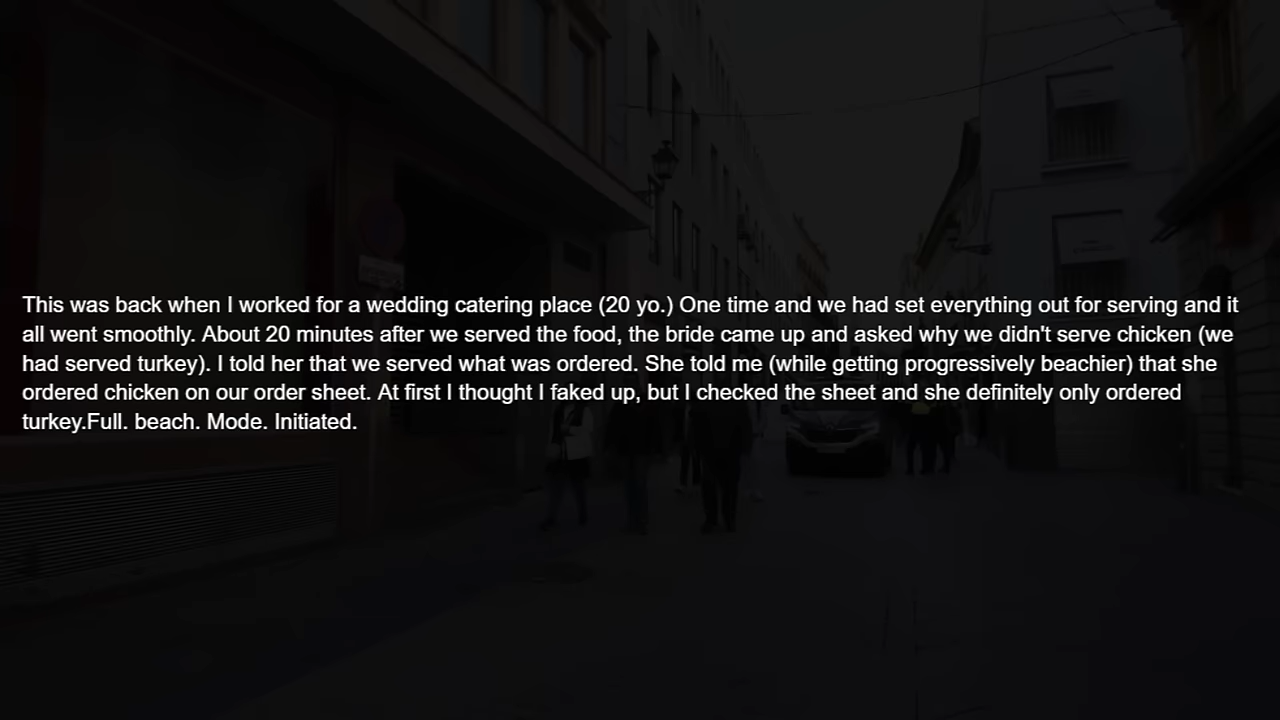 This was back when I worked for a wedding catering place (20 yo.) One time and we had set everything out for serving and it
all went smoothly. About 20 minutes after we served the food, the bride came up and asked why we didn't serve chicken (we
had served turkey). I told her that we served what was ordered. She told me (while getting progressively beachier) that she
ordered chicken on our order sheet. At first I thought I faked up, but I checked the sheet and she definitely only ordered
turkey.Full. beach. Mode. Initiated.